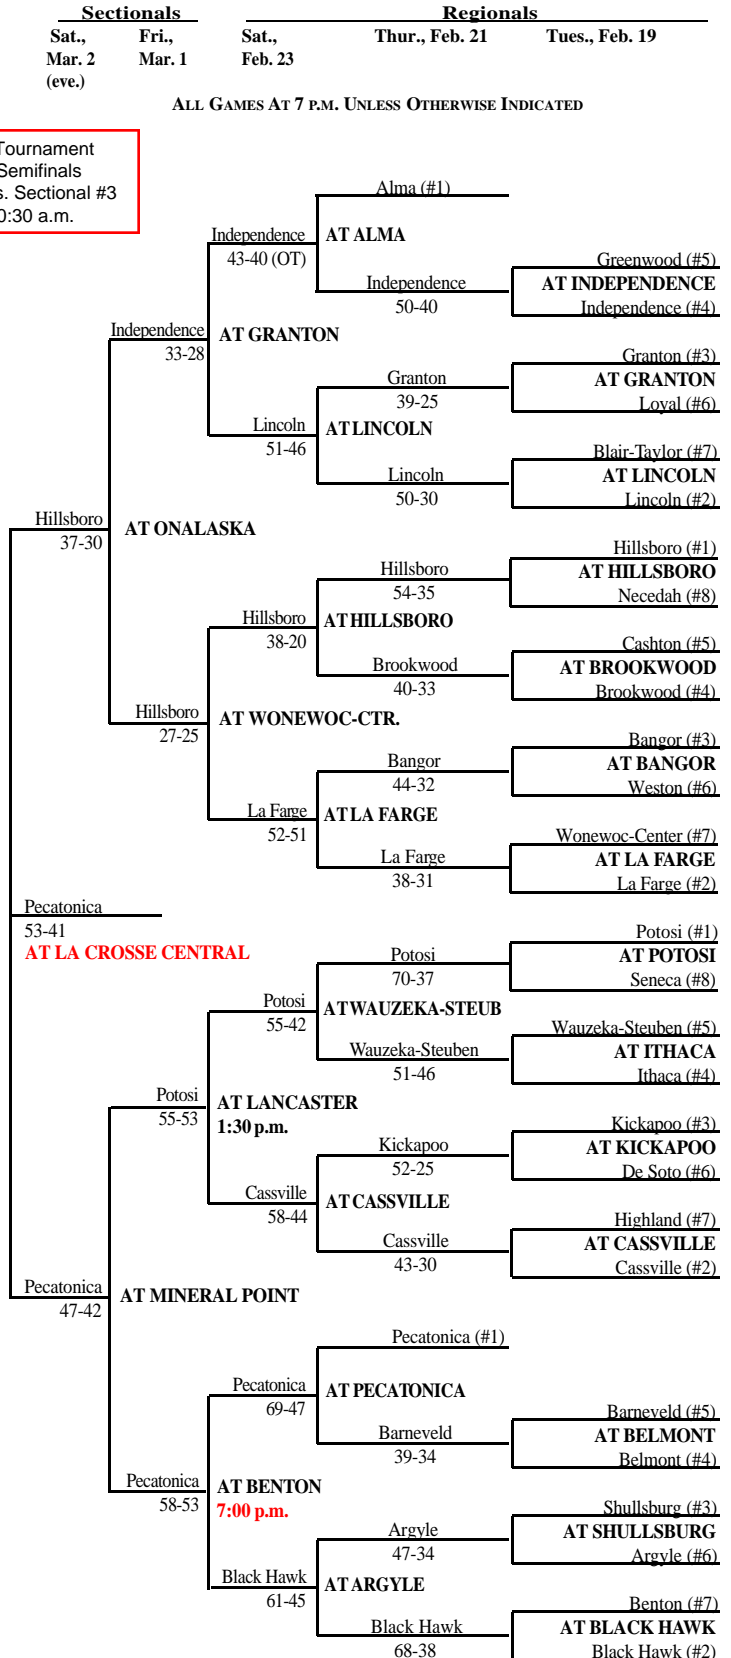 Sectionals Regionals
Sat., Fri., Sat., Thur., Feb. 21 Tues., Feb. 19
Mar. 2 Mar. 1 Feb. 23
(eve.)
ALL GAMES AT 7 P.M. UNLESS OTHERWISE INDICATED
Tournament
Semifinals
s. Sectional #3
0:30 a.m.
Alma (#1)
Independence AT ALMA
43-40 (OT)
Greenwood (#5)
Independence AT INDEPENDENCE
50-40 Independence (#4)
Independence AT GRANTON
33-28
Granton (#3)
Granton AT GRANTON
39-25 Loyal (#6)
Lincoln AT LINCOLN
51-46
Blair-Taylor (#7)
Lincoln AT LINCOLN
50-30 Lincoln (#2)
Hillsboro AT ONALASKA
37-30
Hillsboro (#1)
Hillsboro AT HILLSBORO
54-35 Necedah (#8)
Hillsboro AT HILLSBORO
38-20
Cashton (#5)
Brookwood AT BROOKWOOD
40-33 Brookwood (#4)
Hillsboro AT WONEWOC-CTR.
27-25
Bangor (#3)
Bangor AT BANGOR
44-32 Weston (#6)
La Farge AT LA FARGE
52-51
Wonewoc-Center (#7)
La Farge AT LA FARGE
38-31 La Farge (#2)
Pecatonica
53-41
AT LA CROSSE CENTRAL
Potosi (#1)
Potosi AT POTOSI
70-37 Seneca (#8)
Potosi AT WAUZEKA-STEUB
55-42
Wauzeka-Steuben (#5)
Wauzeka-Steuben AT ITHACA
51-46 Ithaca (#4)
Potosi AT LANCASTER
55-53 1:30 p.m.
Kickapoo (#3)
Kickapoo AT KICKAPOO
52-25 De Soto (#6)
Cassville AT CASSVILLE
58-44
Highland (#7)
Cassville AT CASSVILLE
43-30 Cassville (#2)
Pecatonica AT MINERAL POINT
47-42
Pecatonica (#1)
Pecatonica AT PECATONICA
69-47
Barneveld (#5)
Barneveld AT BELMONT
39-34 Belmont (#4)
Pecatonica AT BENTON
58-53 7:00 p.m.
Shullsburg (#3)
Argyle AT SHULLSBURG
47-34 Argyle (#6)
Black Hawk AT ARGYLE
61-45
Benton (#7)
Black Hawk AT BLACK HAWK
68-38 Black Hawk (#2)